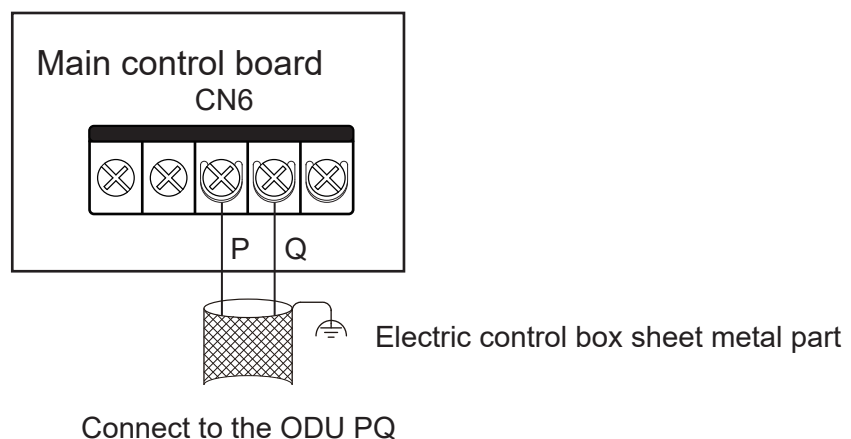 Main control board
CN6
P Q
Electric control box sheet metal part
Connect to the ODU PQ